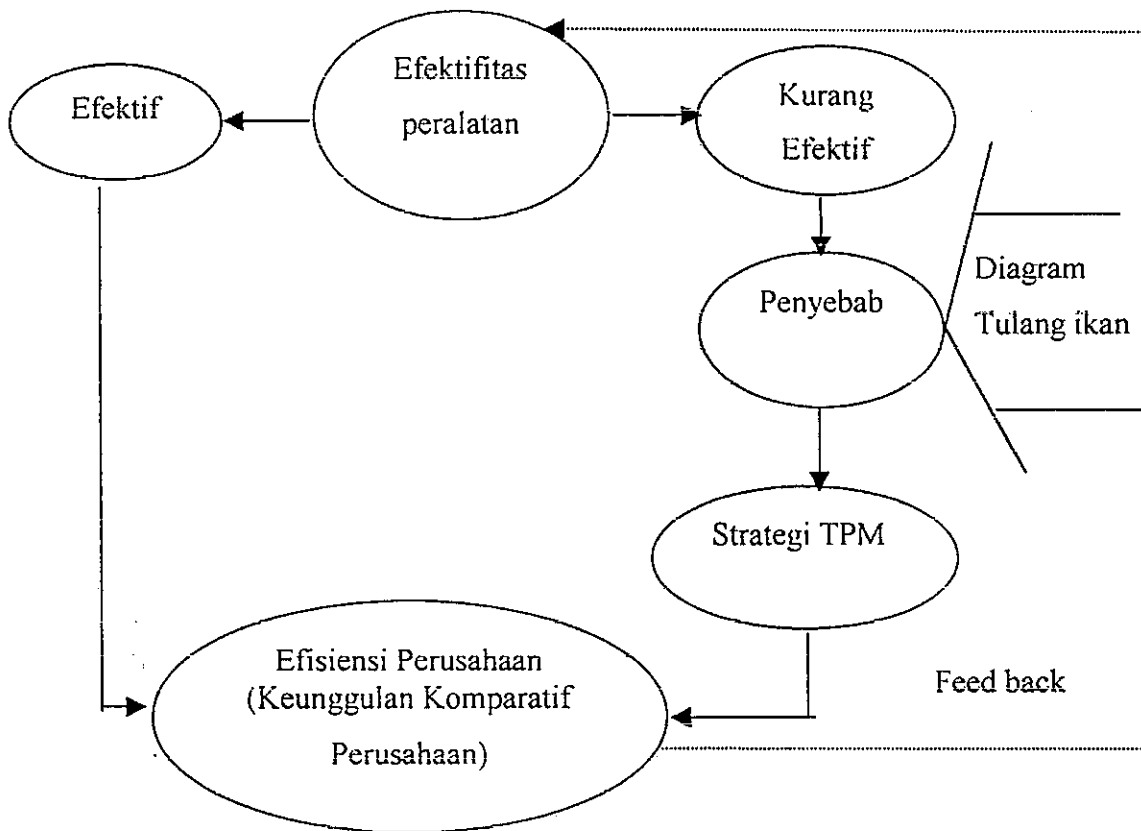 Efektifitas
peralatan
Efektif
Kurang
Efektif
Penyebab
Diagram
Tulang ikan
Strategi TPM
Efisiensi Perusahaan
(Keunggulan Komparatif
Perusahaan)
Feed back